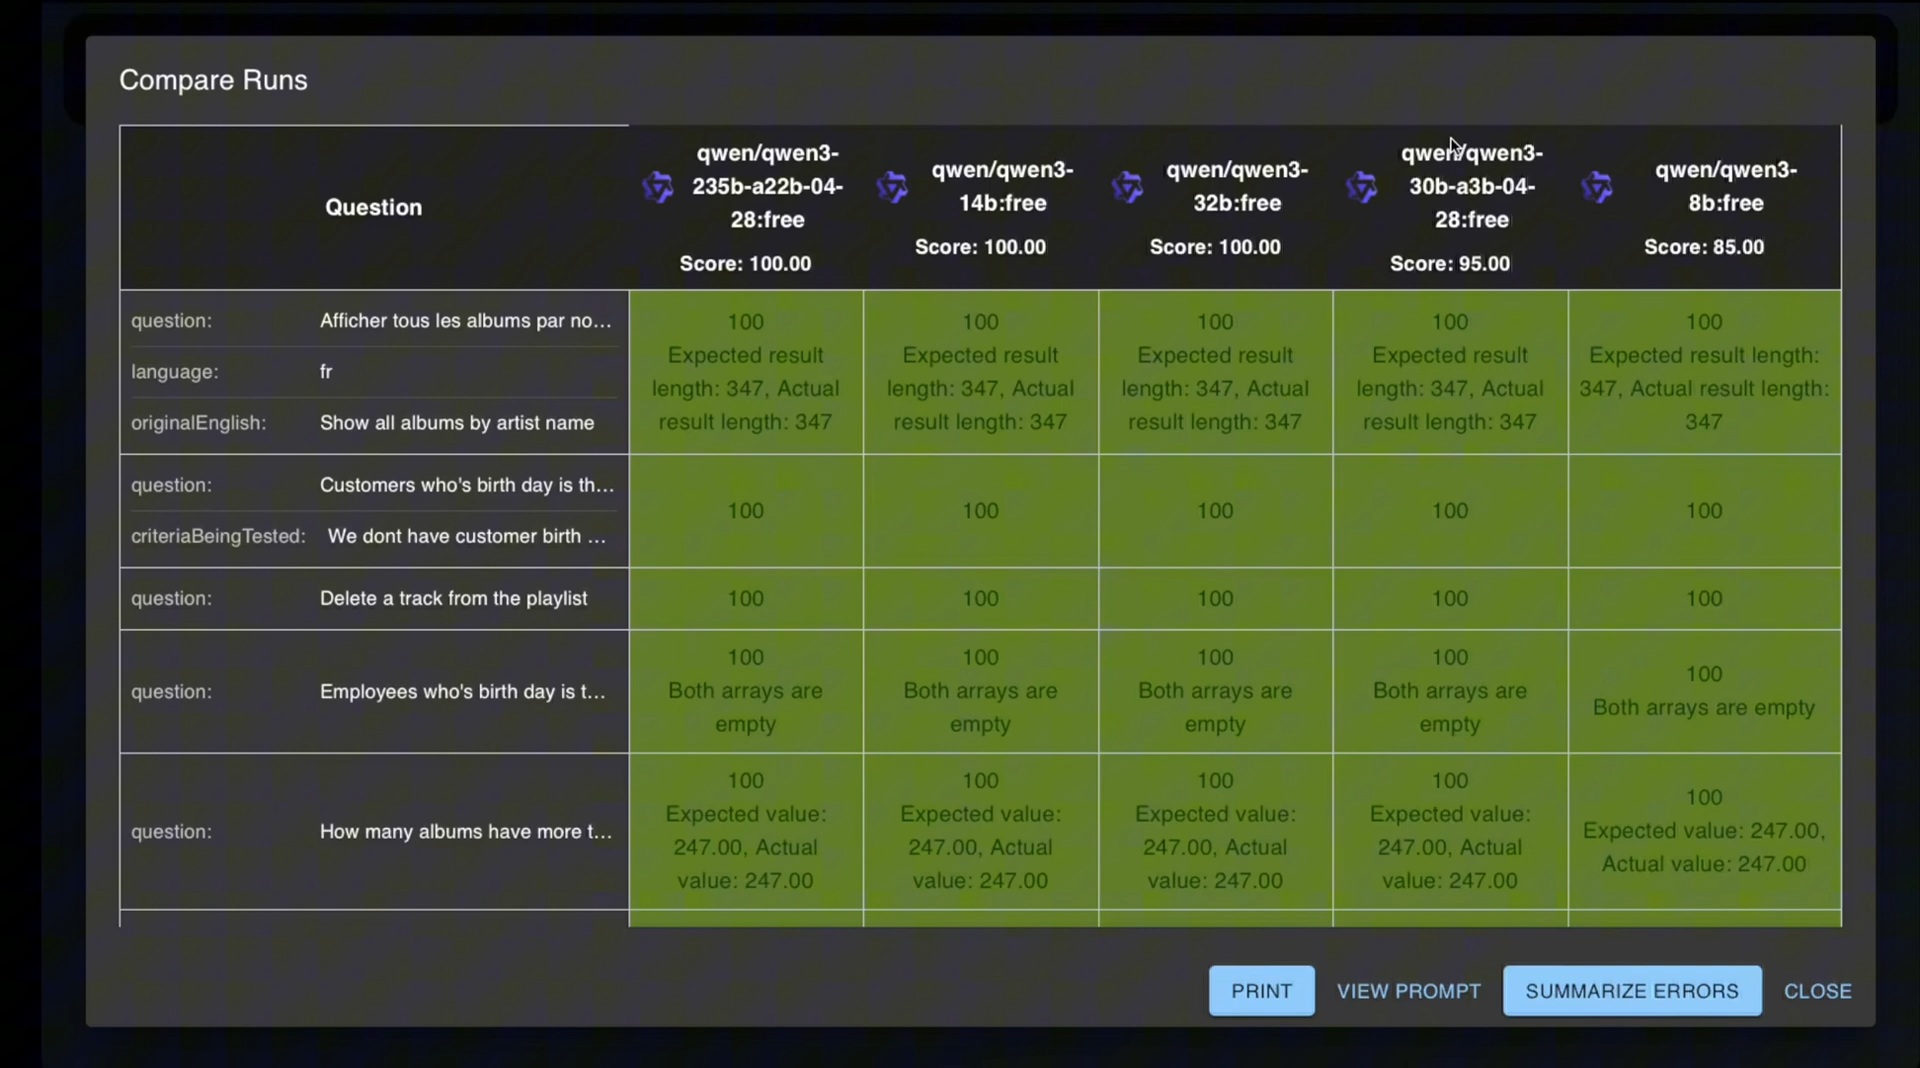 Compare Runs
Question
qwen/qwen3-
235b-a22b-04-
28:free
Score: 100.00
qwen/qwen3-
14b:free
Score: 100.00
qwen/qwen3-
32b:free
Score: 100.00
qwen/qwen3-
30b-a3b-04-
28:free
Score: 95.00
qwen/qwen3-
8b:free
Score: 85.00
question: Afficher tous les albums par no...
language: fr
originalEnglish: Show all albums by artist name
100
Expected result
length: 347, Actual
result length: 347
100
Expected result
length: 347, Actual
result length: 347
100
Expected result
length: 347, Actual
result length: 347
100
Expected result
length: 347, Actual
result length: 347
100
Expected result length:
347, Actual result length:
347
question: Customers who's birth day is th...
criteriaBeingTested: We dont have customer birth ...
100
100
100
100
100
question: Delete a track from the playlist
100
100
100
100
100
question: Employees who's birth day is t...
100
Both arrays are
empty
100
Both arrays are
empty
100
Both arrays are
empty
100
Both arrays are
empty
100
Both arrays are empty
question: How many albums have more t...
100
Expected value:
247.00, Actual
value: 247.00
100
Expected value:
247.00, Actual
value: 247.00
100
Expected value:
247.00, Actual
value: 247.00
100
Expected value:
247.00, Actual
value: 247.00
100
Expected value: 247.00,
Actual value: 247.00
PRINT
VIEW PROMPT
SUMMARIZE ERRORS
CLOSE